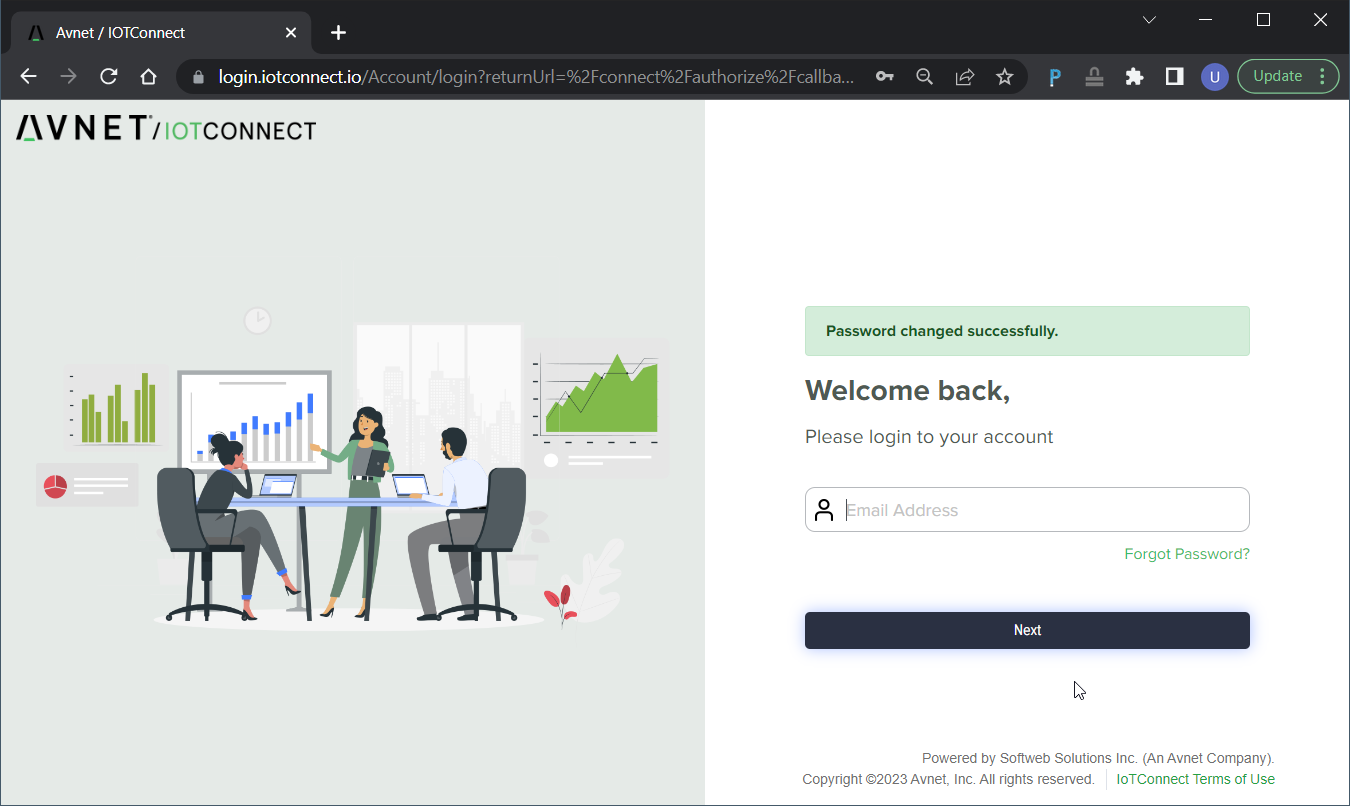 Avnet / IOTConnect
login.iotconnect.io/Account/login?returnUrl=%2Fconnect%2Fauthorize%2Fcallba...
P
U
Update
AVNET / IOTCONNECT
Password changed successfully.
Welcome back,
Please login to your account
Email Address
Forgot Password?
Next
Powered by Softweb Solutions Inc. (An Avnet Company).
Copyright ©2023 Avnet, Inc. All rights reserved. IoTConnect Terms of Use